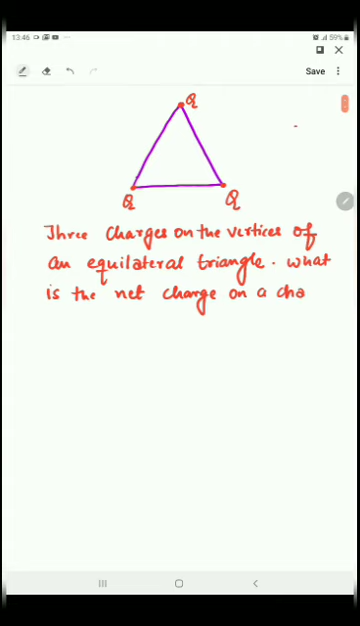 13:46
59%
Save
Q
Q
Q
Three charges on the vertices of
an equilateral triangle. what
is the net charge on a cha